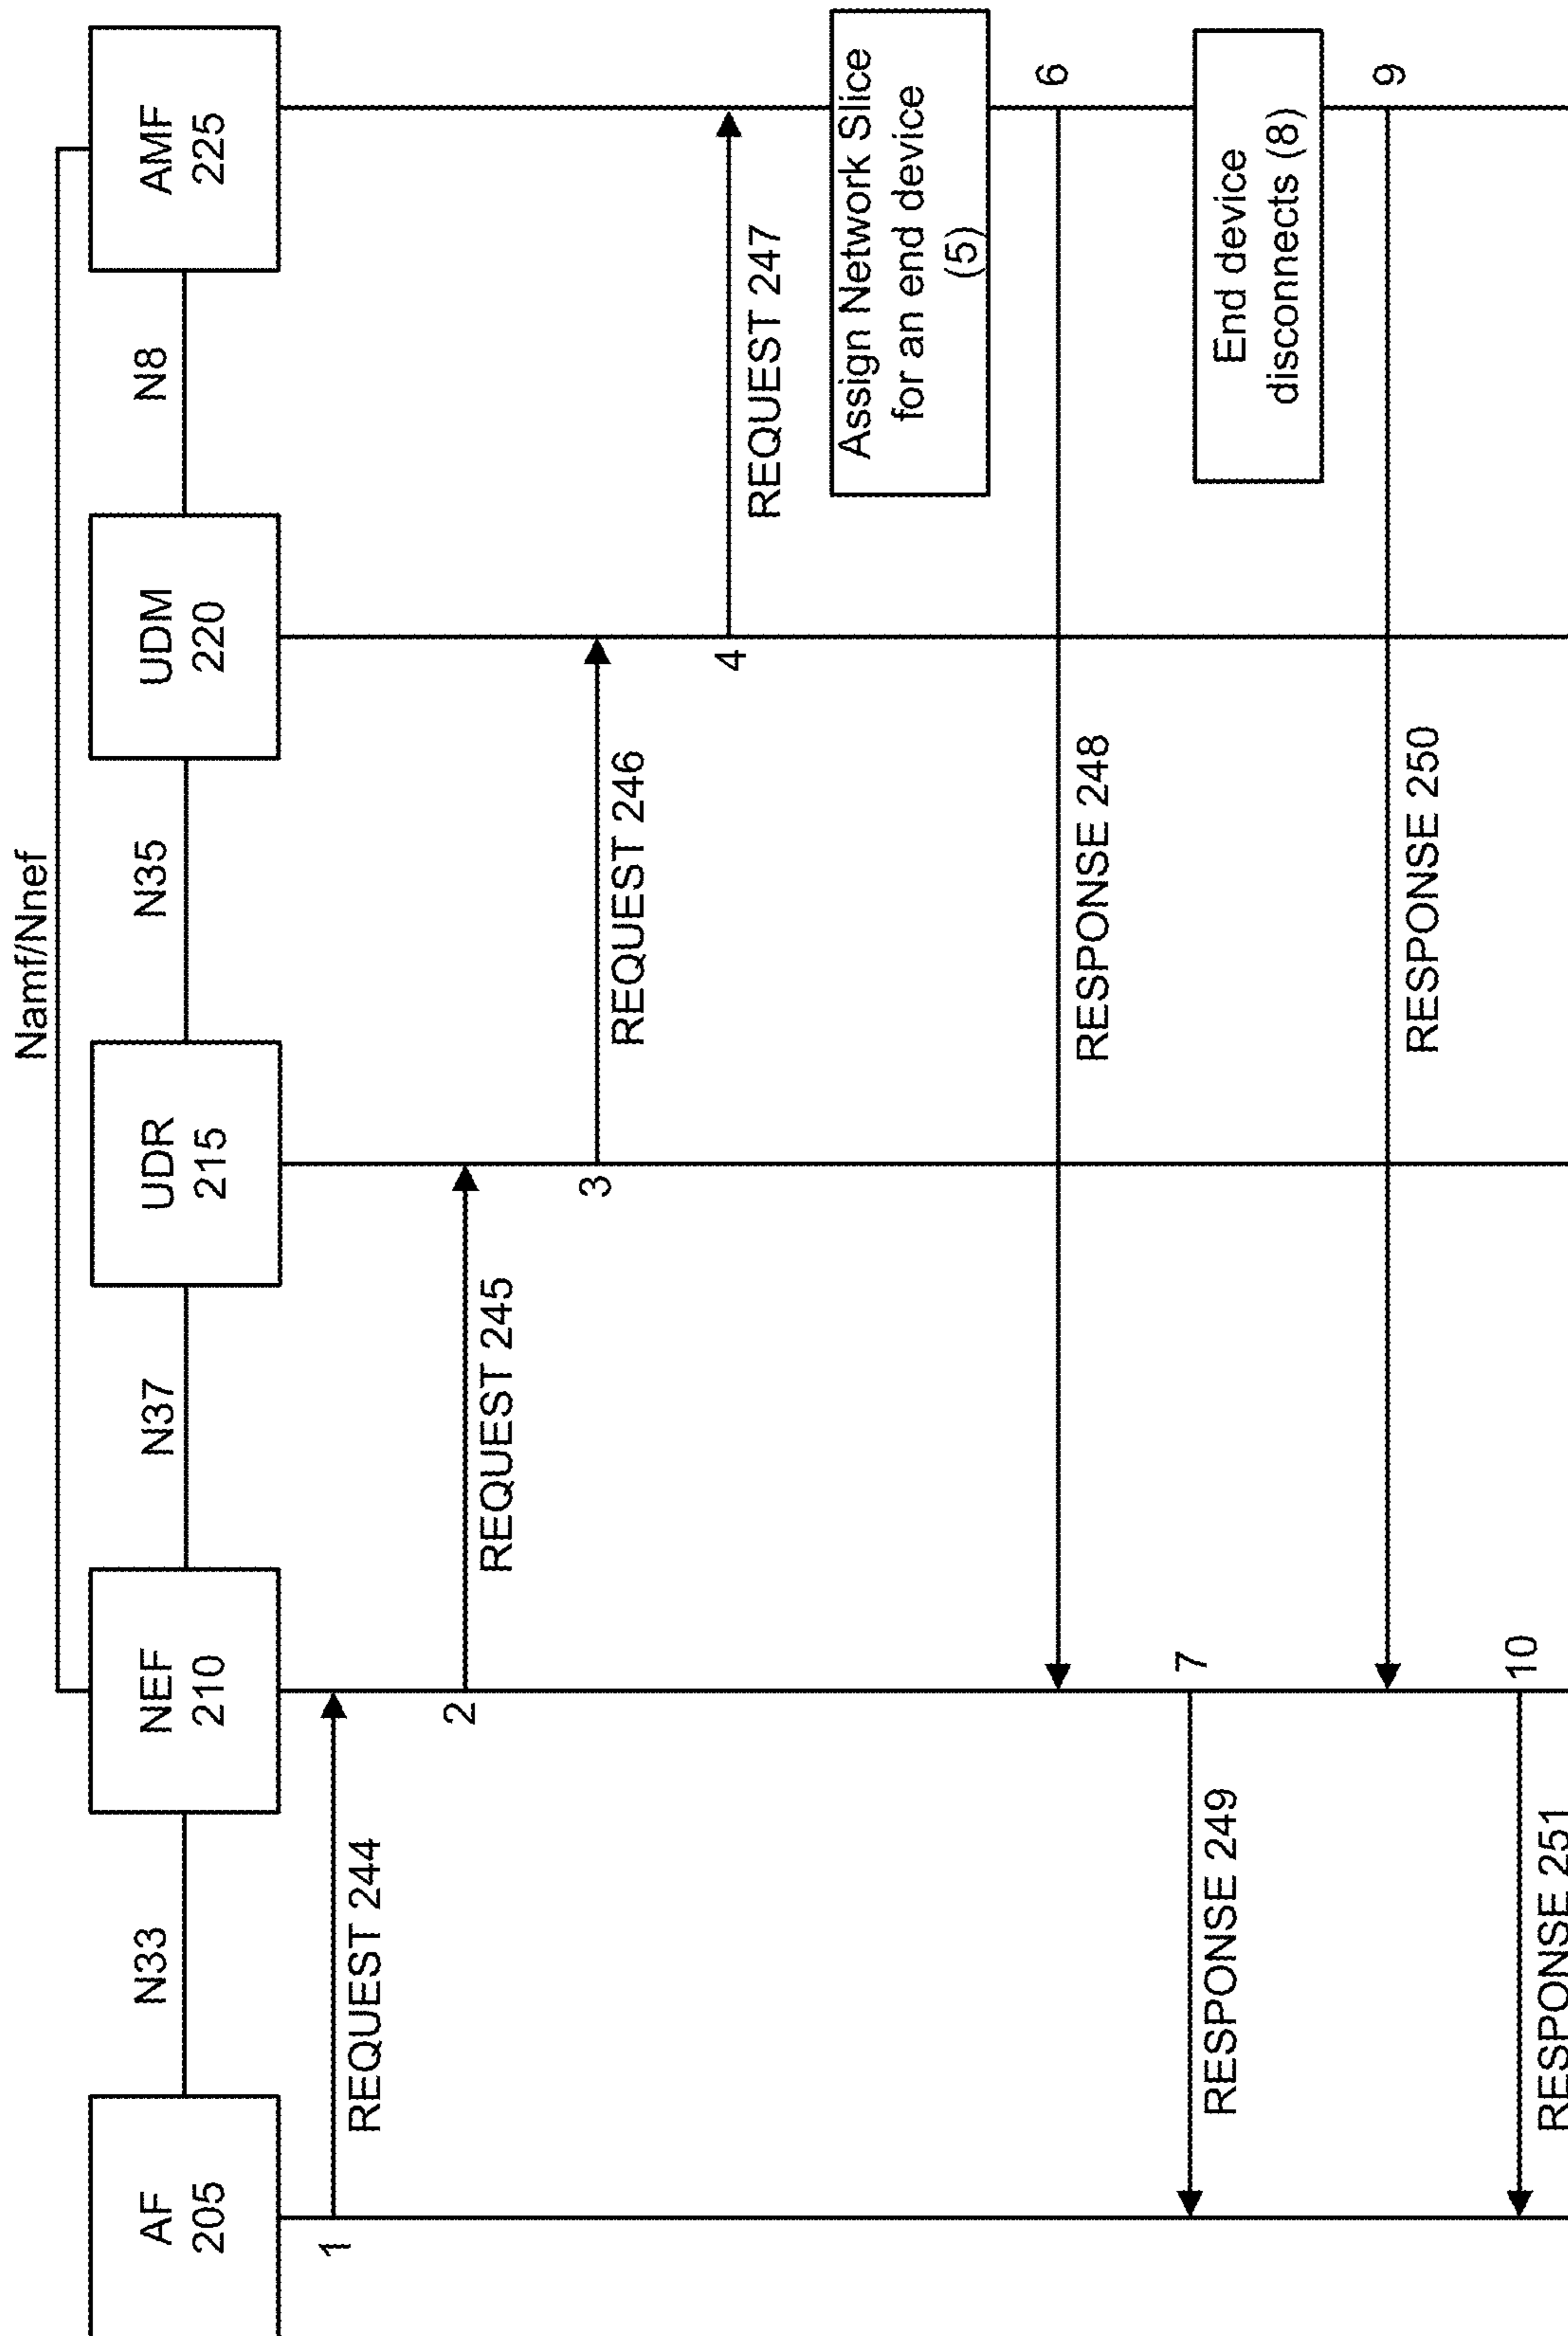 Namf/Nnef
AF
205
N33
NEF
210
N37
UDR
215
N35
UDM
220
N8
AMF
225
1
REQUEST 244
2
REQUEST 245
3
REQUEST 246
4
REQUEST 247
Assign Network Slice
for an end device
(5)
6
RESPONSE 248
7
RESPONSE 249
End device
disconnects (8)
9
RESPONSE 250
10
RESPONSE 251